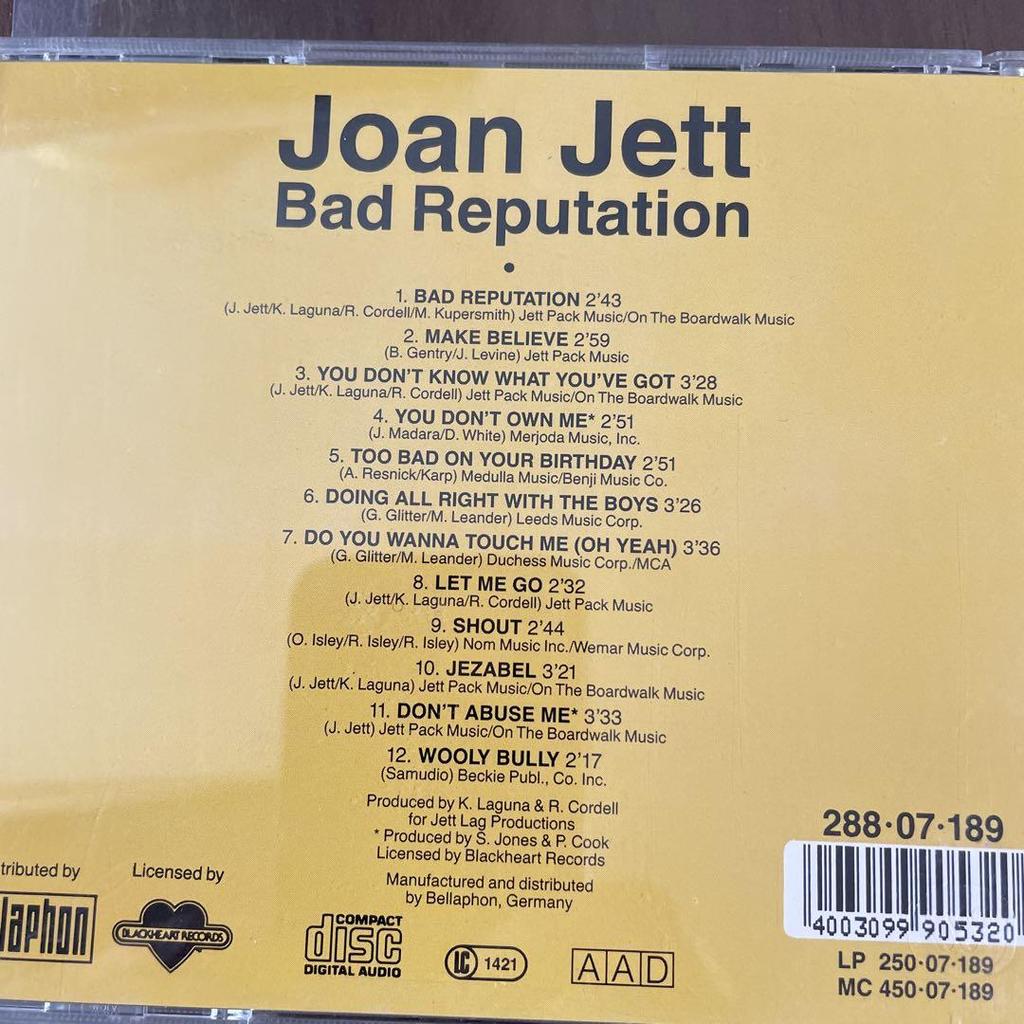 Joan Jett
Bad Reputation
•
1. BAD REPUTATION 2'43
(J. Jett/K. Laguna/R. Cordell/M. Kupersmith) Jett Pack Music/On The Boardwalk Music
2. MAKE BELIEVE 2'59
(B. Gentry/J. Levine) Jett Pack Music
3. YOU DON'T KNOW WHAT YOU'VE GOT 3'28
(J. Jett/K. Laguna/R. Cordell) Jett Pack Music/On The Boardwalk Music
4. YOU DON'T OWN ME* 2'51
(J. Madara/D. White) Merjoda Music, Inc.
5. TOO BAD ON YOUR BIRTHDAY 2'51
(A. Resnick/Karp) Medulla Music/Benji Music Co.
6. DOING ALL RIGHT WITH THE BOYS 3'26
(G. Glitter/M. Leander) Leeds Music Corp.
7. DO YOU WANNA TOUCH ME (OH YEAH) 3'36
(G. Glitter/M. Leander) Duchess Music Corp./MCA
8. LET ME GO 2'32
(J. Jett/K. Laguna/R. Cordell) Jett Pack Music
9. SHOUT 2'44
(O. Isley/R. Isley/R. Isley) Nom Music Inc./Wemar Music Corp.
10. JEZABEL 3'21
(J. Jett/K. Laguna) Jett Pack Music/On The Boardwalk Music
11. DON'T ABUSE ME* 3'33
(J. Jett) Jett Pack Music/On The Boardwalk Music
12. WOOLY BULLY 2'17
(Samudio) Beckie Publ., Co. Inc.
Produced by K. Laguna & R. Cordell
for Jett Lag Productions
* Produced by S. Jones & P. Cook
Licensed by Blackheart Records
Manufactured and distributed
by Bellaphon, Germany
tributed by
laphon
Licensed by
BLACKHEART RECORDS
COMPACT
disc
DIGITAL AUDIO
LC 1421
AAD
288·07·189
4003099 905320
LP 250·07·189
MC 450·07·189